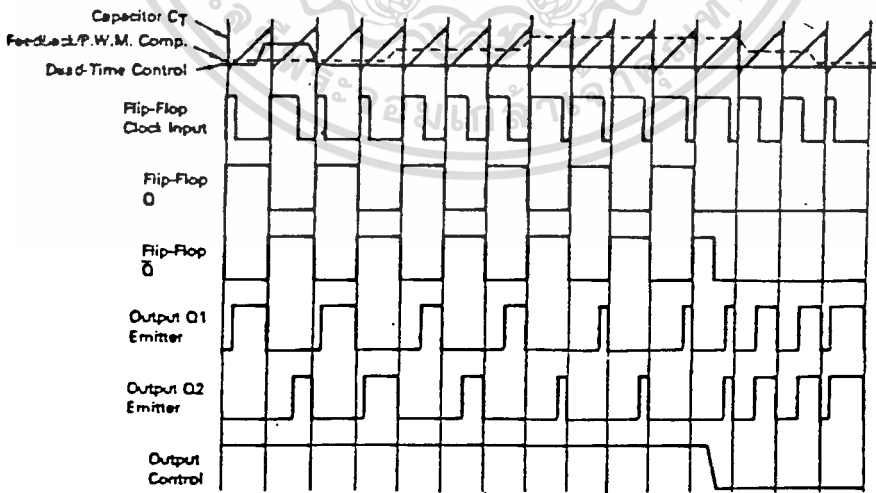 Capacitor CT
Feedback/P.W.M. Comp.
Dead-Time Control
Flip-Flop
Clock Input
Flip-Flop
Q
Flip-Flop
Q̅
Output Q1
Emitter
Output Q2
Emitter
Output
Control